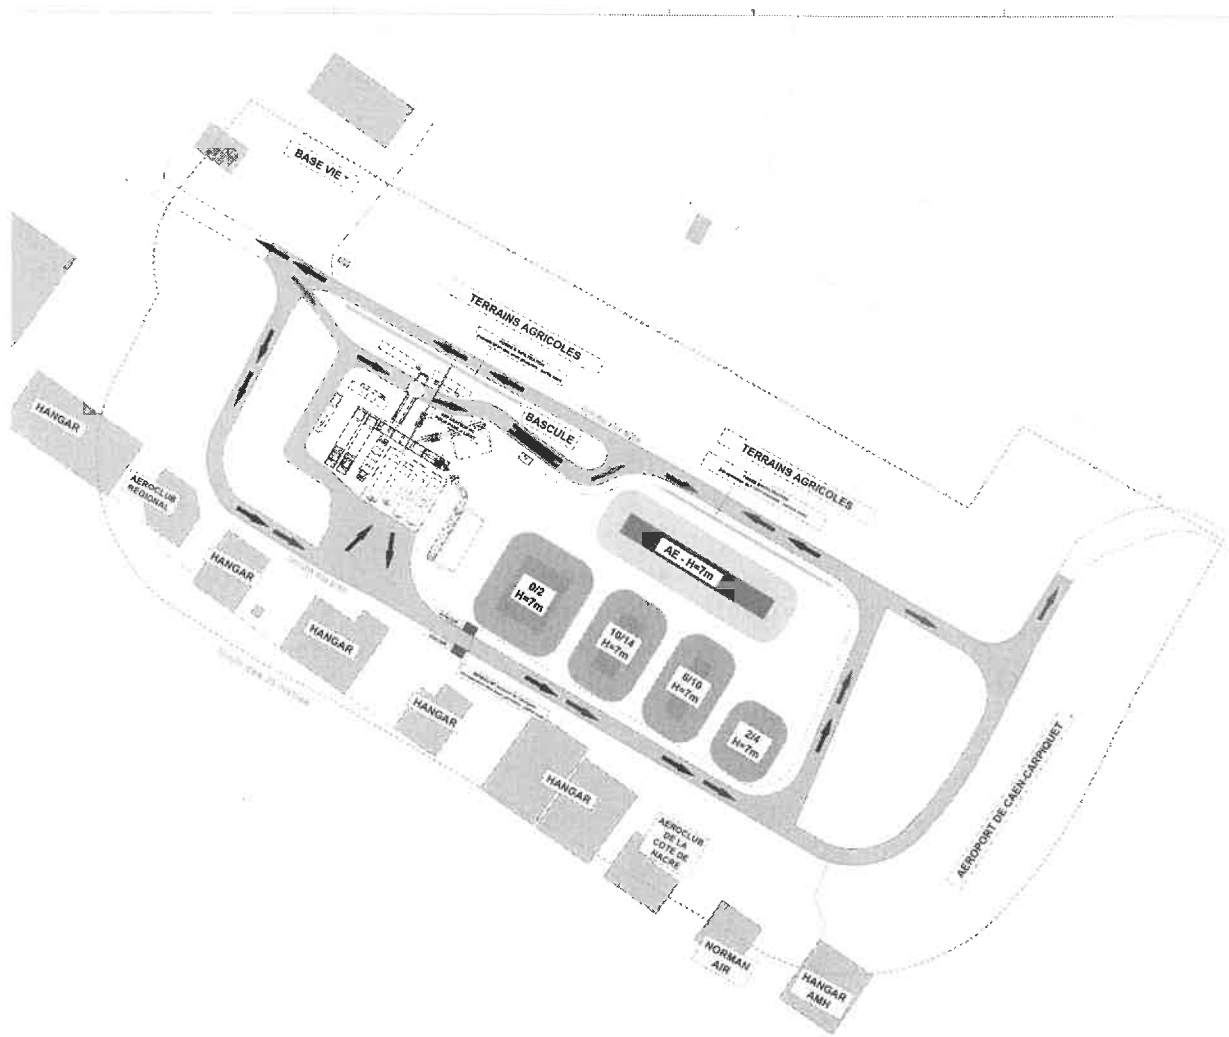 BASE VIE
TERRAINS AGRICOLES
BASCULE
TERRAINS AGRICOLES
HANGAR
AEROCLUB
REGIONAL
HANGAR
HANGAR
HANGAR
HANGAR
AE - H=7m
0/2
H=7m
10/14
H=7m
6/10
H=7m
2/4
H=7m
AEROCLUB
DE LA
COTE DE
NACRE
NORMAN
AIR
HANGAR
AMH
AEROPORT DE CAEN-CARPIQUET